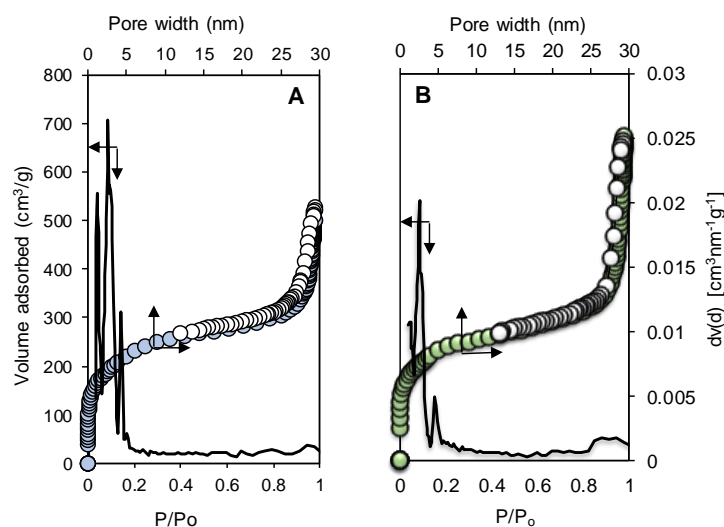 Pore width (nm)
0 5 10 15 20 25 30
800
700
600
500
400
300
200
100
0
Volume adsorbed (cm³/g)
A
0 0.2 0.4 0.6 0.8 1
P/Po
Pore width (nm)
0 5 10 15 20 25 30
B
0.03
0.025
0.02
0.015
0.01
0.005
0
dv(d) [cm³nm⁻¹g⁻¹]
0 0.2 0.4 0.6 0.8 1
P/Pₒ